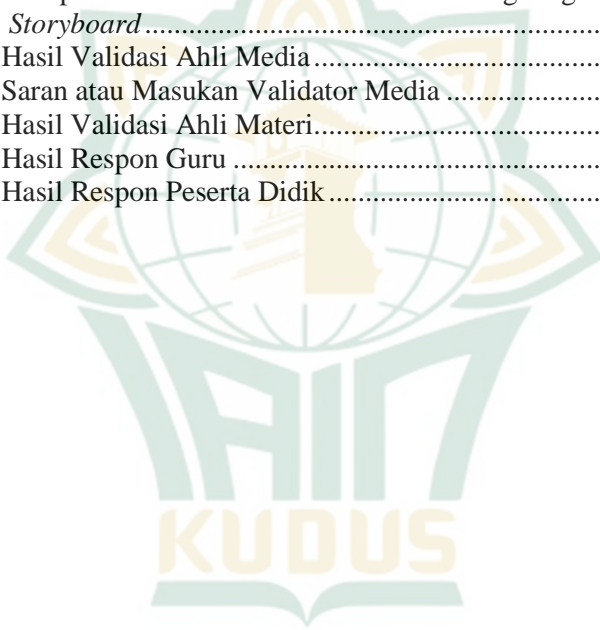 Storyboard ..........................................................
Hasil Validasi Ahli Media ..........................................
Saran atau Masukan Validator Media ......................
Hasil Validasi Ahli Materi..........................................
Hasil Respon Guru ....................................................
Hasil Respon Peserta Didik ......................................
IAIN
KUDUS